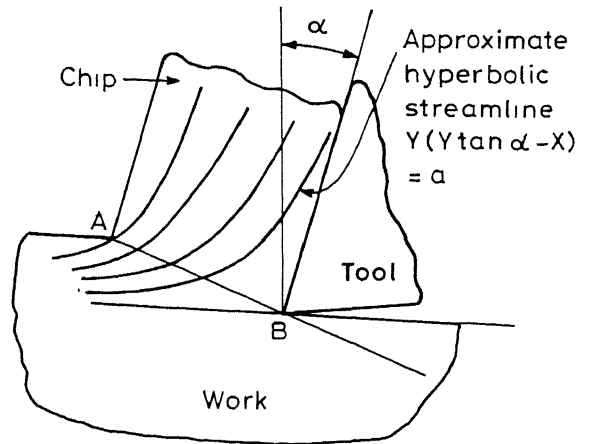 α
Chip
Approximate
hyperbolic
streamline
Y(Y tan α-X)
= a
A
Tool
B
Work